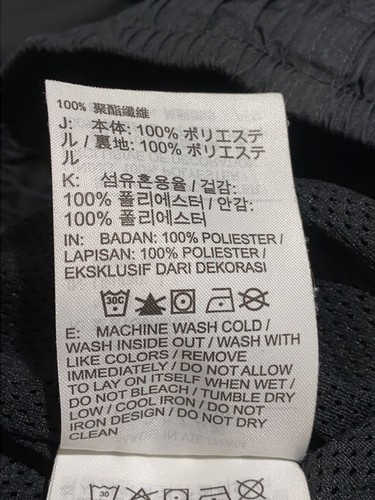 100% 聚酯纖維
J: 本体: 100% ポリエステ
ル / 裏地: 100% ポリエステ
ル
K: 섬유혼용율 / 겉감:
100% 폴리에스터 / 안감:
100% 폴리에스터
IN: BADAN: 100% POLIESTER /
LAPISAN: 100% POLIESTER /
EKSKLUSIF DARI DEKORASI
30C
E: MACHINE WASH COLD /
WASH INSIDE OUT / WASH WITH
LIKE COLORS / REMOVE
IMMEDIATELY / DO NOT ALLOW
TO LAY ON ITSELF WHEN WET /
DO NOT BLEACH / TUMBLE DRY
LOW / COOL IRON / DO NOT
IRON DESIGN / DO NOT DRY
CLEAN
30